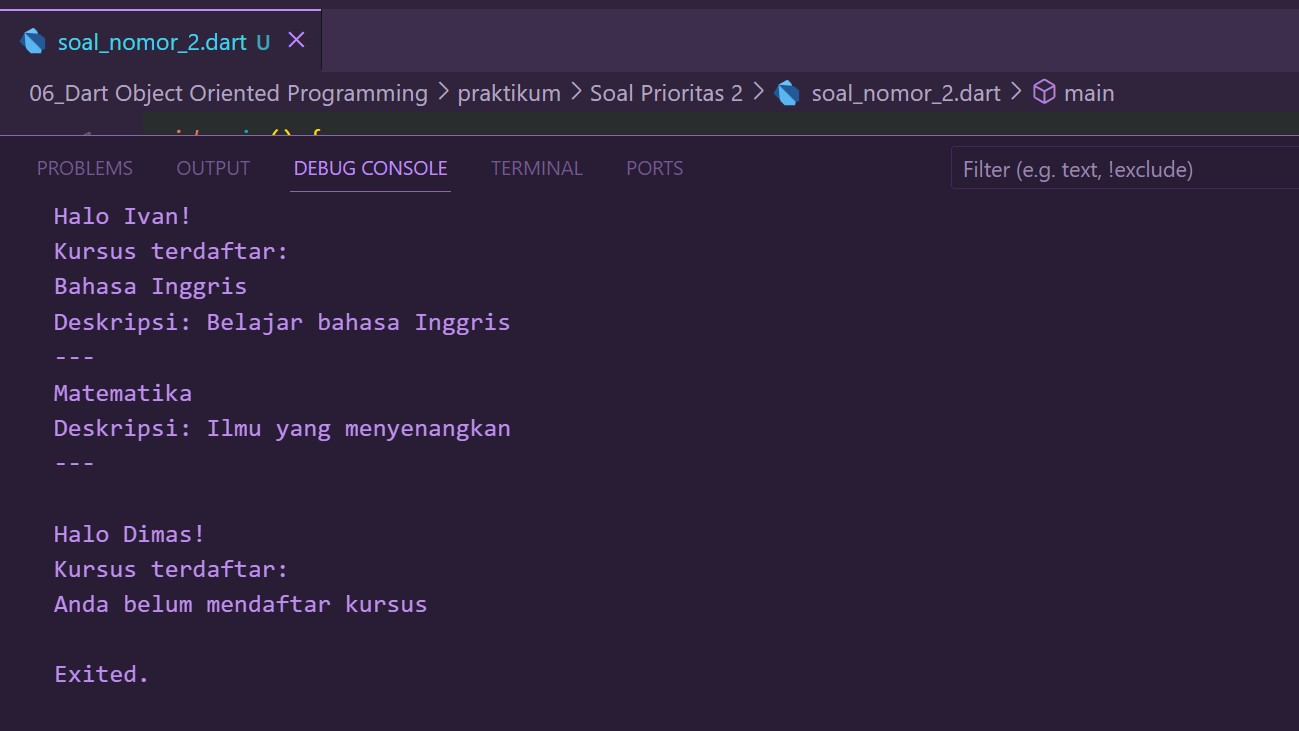 soal_nomor_2.dart U
06_Dart Object Oriented Programming > praktikum > Soal Prioritas 2 > soal_nomor_2.dart > main
PROBLEMS OUTPUT DEBUG CONSOLE TERMINAL PORTS Filter (e.g. text, !exclude)
Halo Ivan!
Kursus terdaftar:
Bahasa Inggris
Deskripsi: Belajar bahasa Inggris
---
Matematika
Deskripsi: Ilmu yang menyenangkan
---
Halo Dimas!
Kursus terdaftar:
Anda belum mendaftar kursus
Exited.